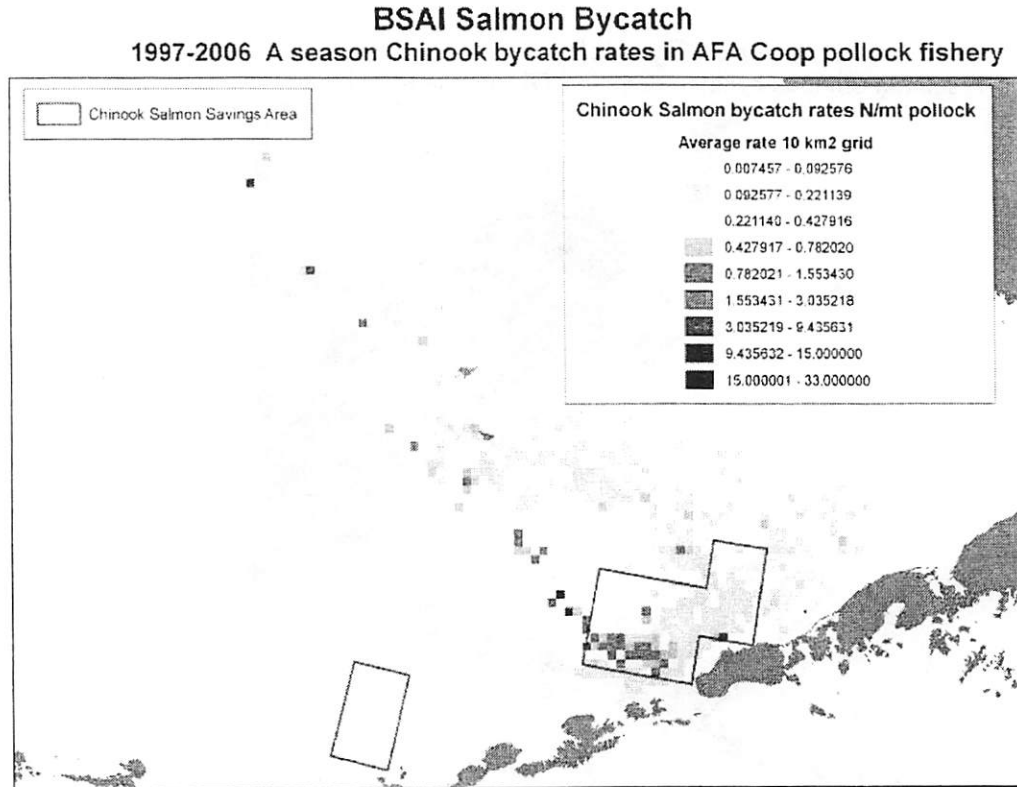 BSAI Salmon Bycatch
1997-2006 A season Chinook bycatch rates in AFA Coop pollock fishery
Chinook Salmon Savings Area
Chinook Salmon bycatch rates N/mt pollock
Average rate 10 km2 grid
0.007457 - 0.092576
0.092577 - 0.221139
0.221140 - 0.427916
0.427917 - 0.782020
0.782021 - 1.553430
1.553431 - 3.035218
3.035219 - 9.435631
9.435632 - 15.000000
15.000001 - 33.000000